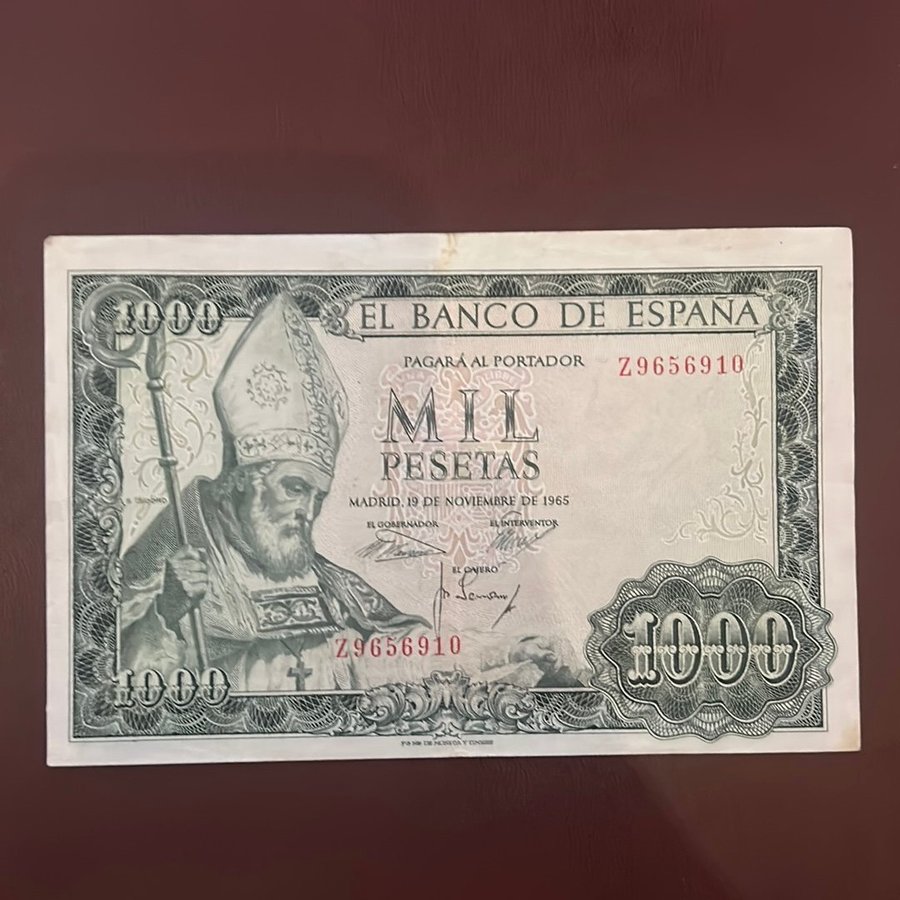 1000
EL BANCO DE ESPAÑA
PAGARÁ AL PORTADOR
Z9656910
MIL
PESETAS
MADRID, 19 DE NOVIEMBRE DE 1965
EL GOBERNADOR
EL INTERVENTOR
EL CAJERO
Z9656910
1000
1000